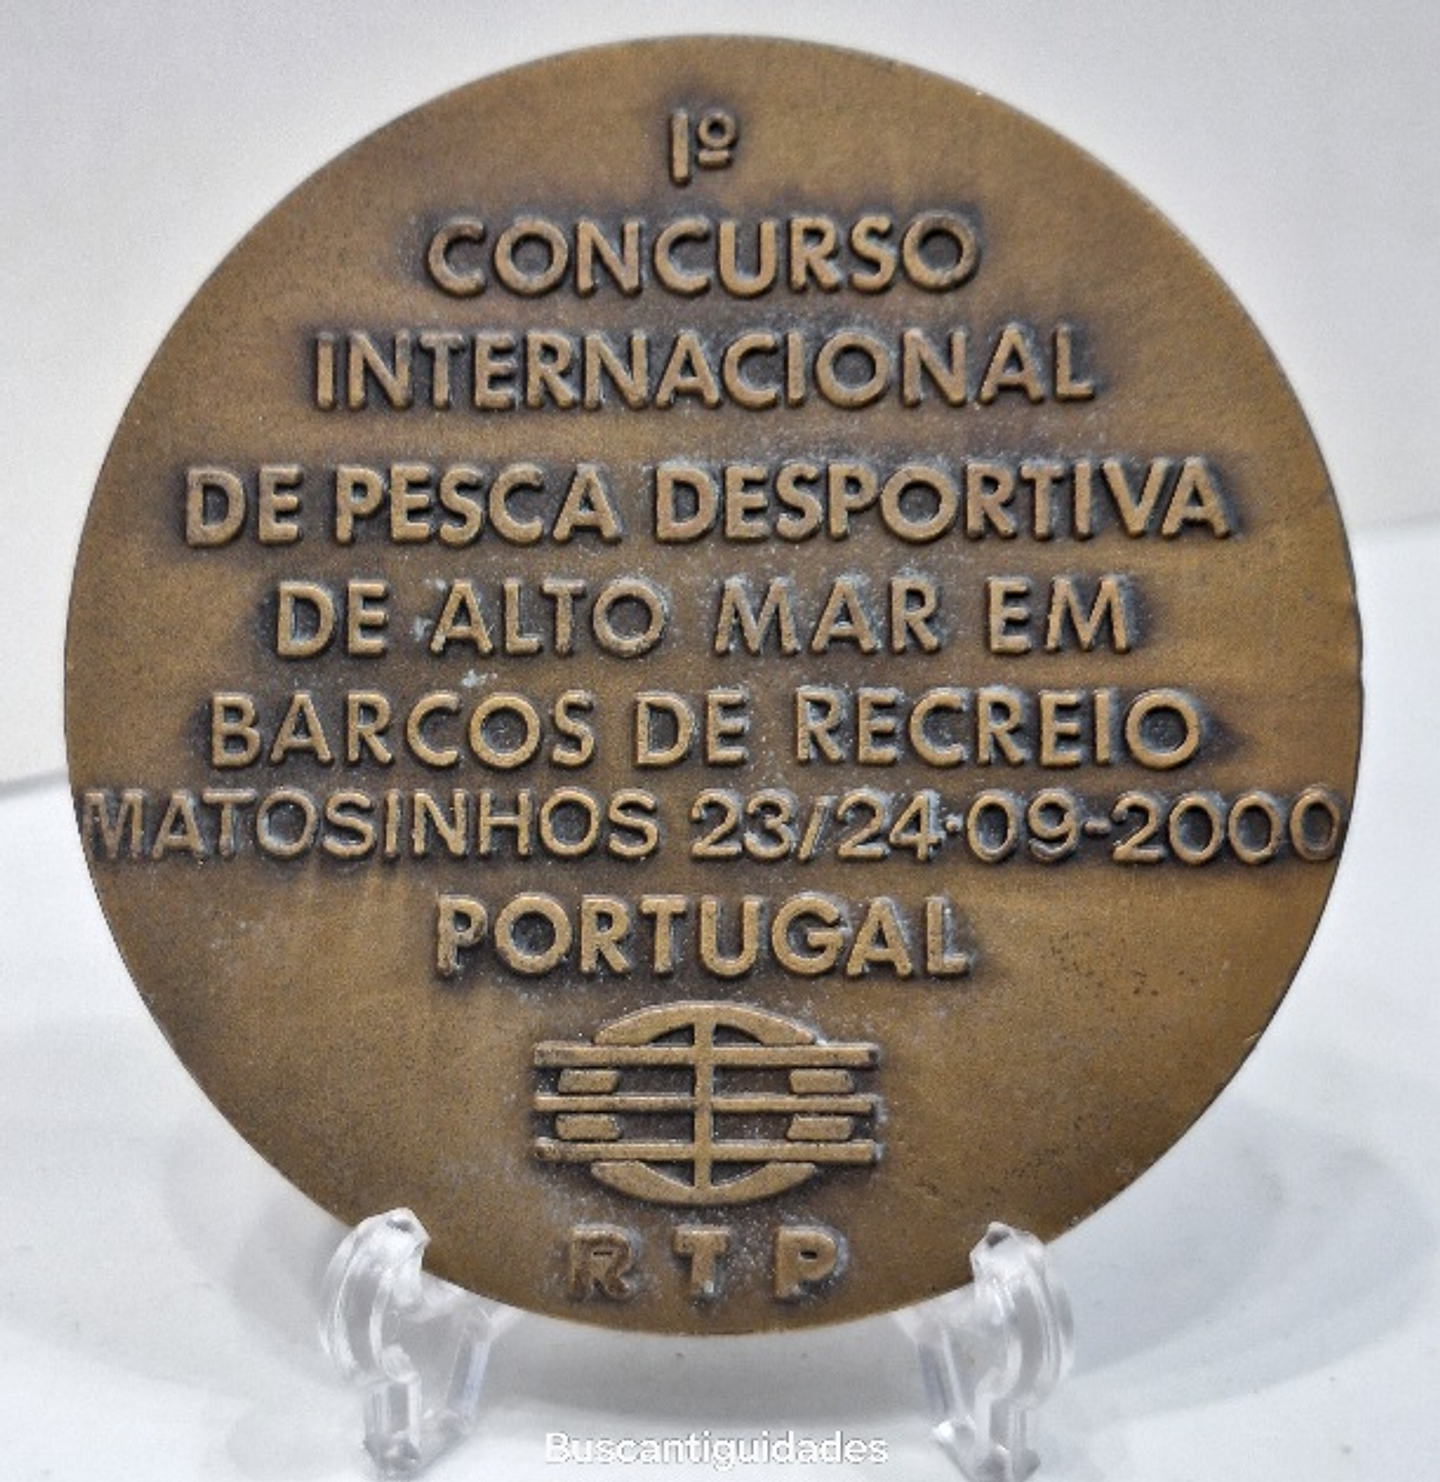 1º
CONCURSO
INTERNACIONAL
DE PESCA DESPORTIVA
DE ALTO MAR EM
BARCOS DE RECREIO
MATOSINHOS 23/24-09-2000
PORTUGAL
RTP
Buscantiguidades